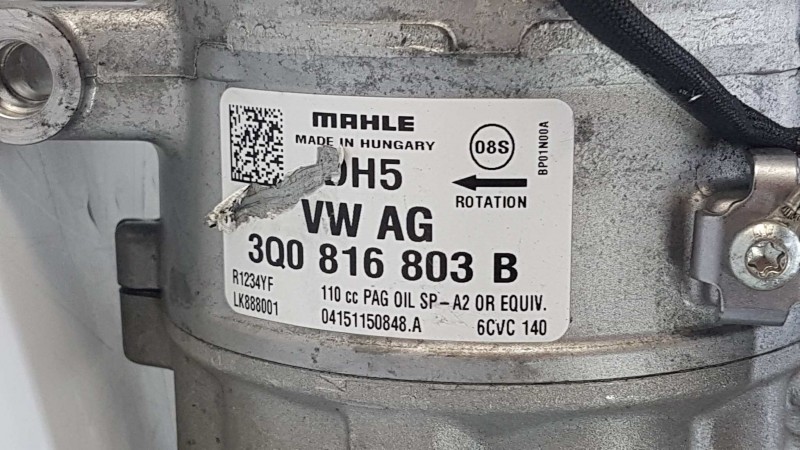 MAHLE
MADE IN HUNGARY
08S
BP01N00A
H5
ROTATION
VW AG
3Q0 816 803 B
R1234YF
LK888001
110 cc PAG OIL SP-A2 OR EQUIV.
04151150848.A
6CVC 140